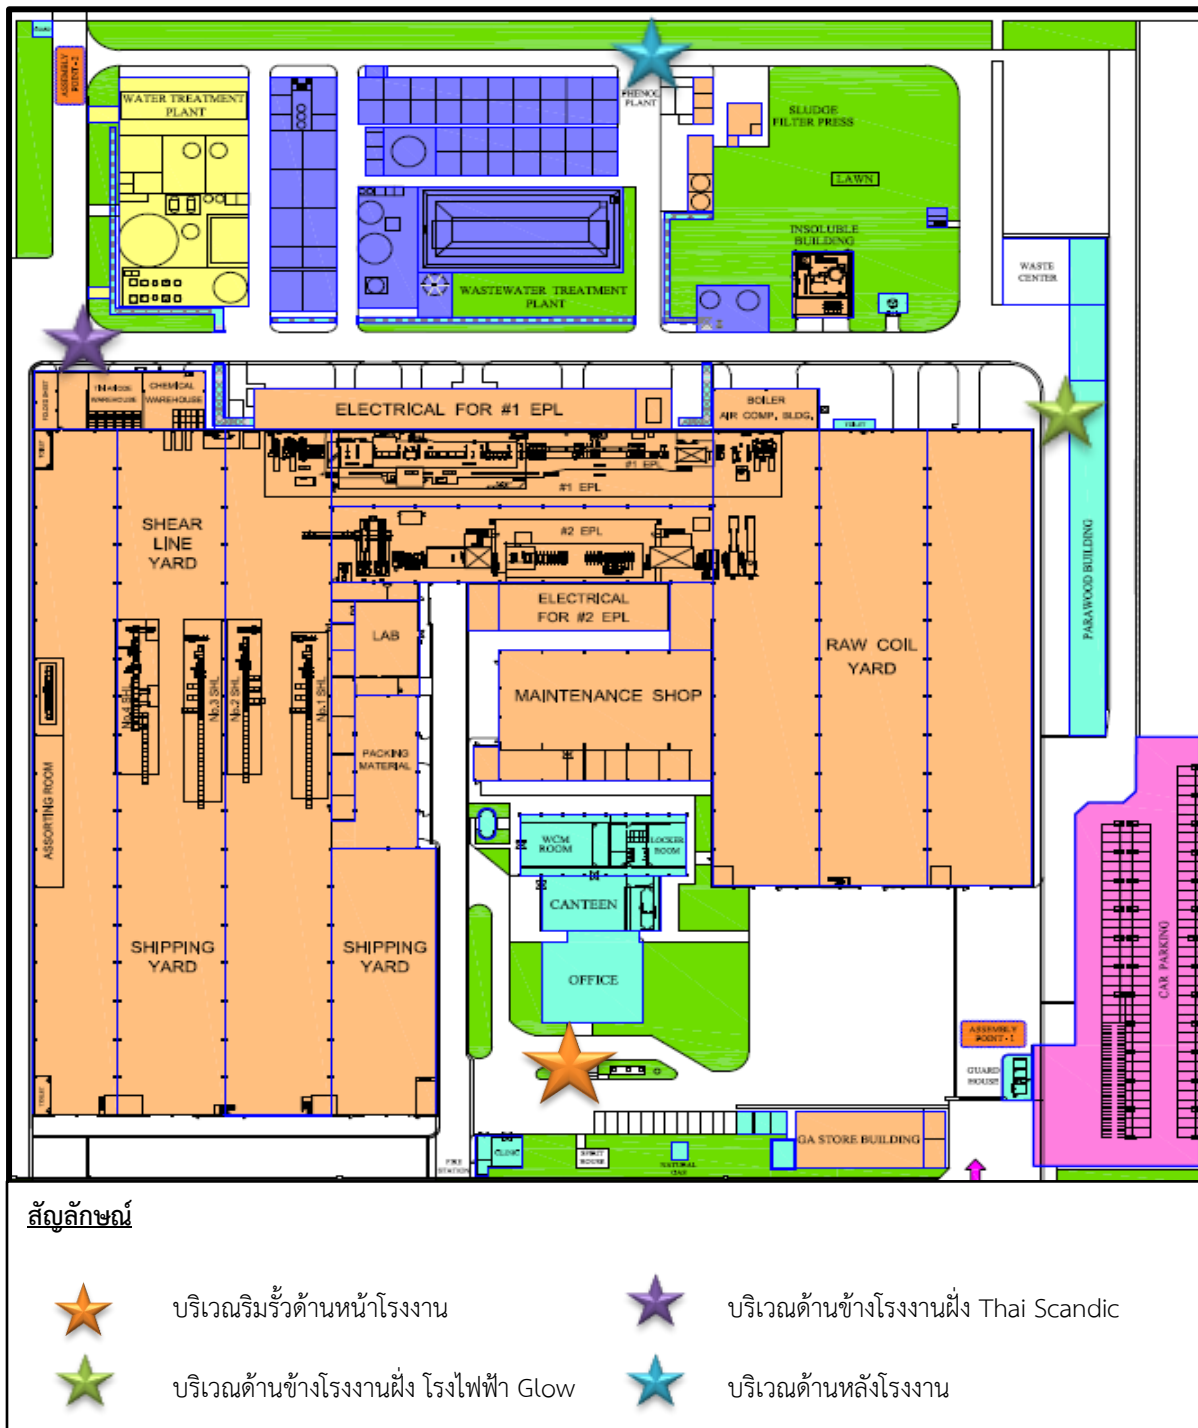 ASSEMBLY
POINT - 2
WATER TREATMENT
PLANT
PHENOL
PLANT
SLUDGE
FILTER PRESS
LAWN
INSOLUBLE
BUILDING
WASTE
CENTER
WASTEWATER TREATMENT
PLANT
CHEMICAL
WAREHOUSE
WAREHOUSE
ELECTRICAL FOR #1 EPL
BOILER
AIR COMP. BLDG.
TOILET
#1 EPL
#1 EPL
SHEAR
LINE
YARD
#2 EPL
ELECTRICAL
FOR #2 EPL
LAB
RAW COIL
YARD
PARAWOOD BUILDING
No.4 SHL
No.3 SHL
No.2 SHL
No.1 SHL
MAINTENANCE SHOP
PACKING
MATERIAL
ASSORTING ROOM
WCM
ROOM
LOCKER
ROOM
CANTEEN
SHIPPING
YARD
SHIPPING
YARD
OFFICE
CAR PARKING
ASSEMBLY
POINT - 1
GUARD
HOUSE
TOILET
GA STORE BUILDING
FIRE
STATION
CLINIC
SPIRIT
HOUSE
NATURAL
GAS
สัญลักษณ์
บริเวณริมรั้วด้านหน้าโรงงาน
บริเวณด้านข้างโรงงานฝั่ง Thai Scandic
บริเวณด้านข้างโรงงานฝั่ง โรงไฟฟ้า Glow
บริเวณด้านหลังโรงงาน